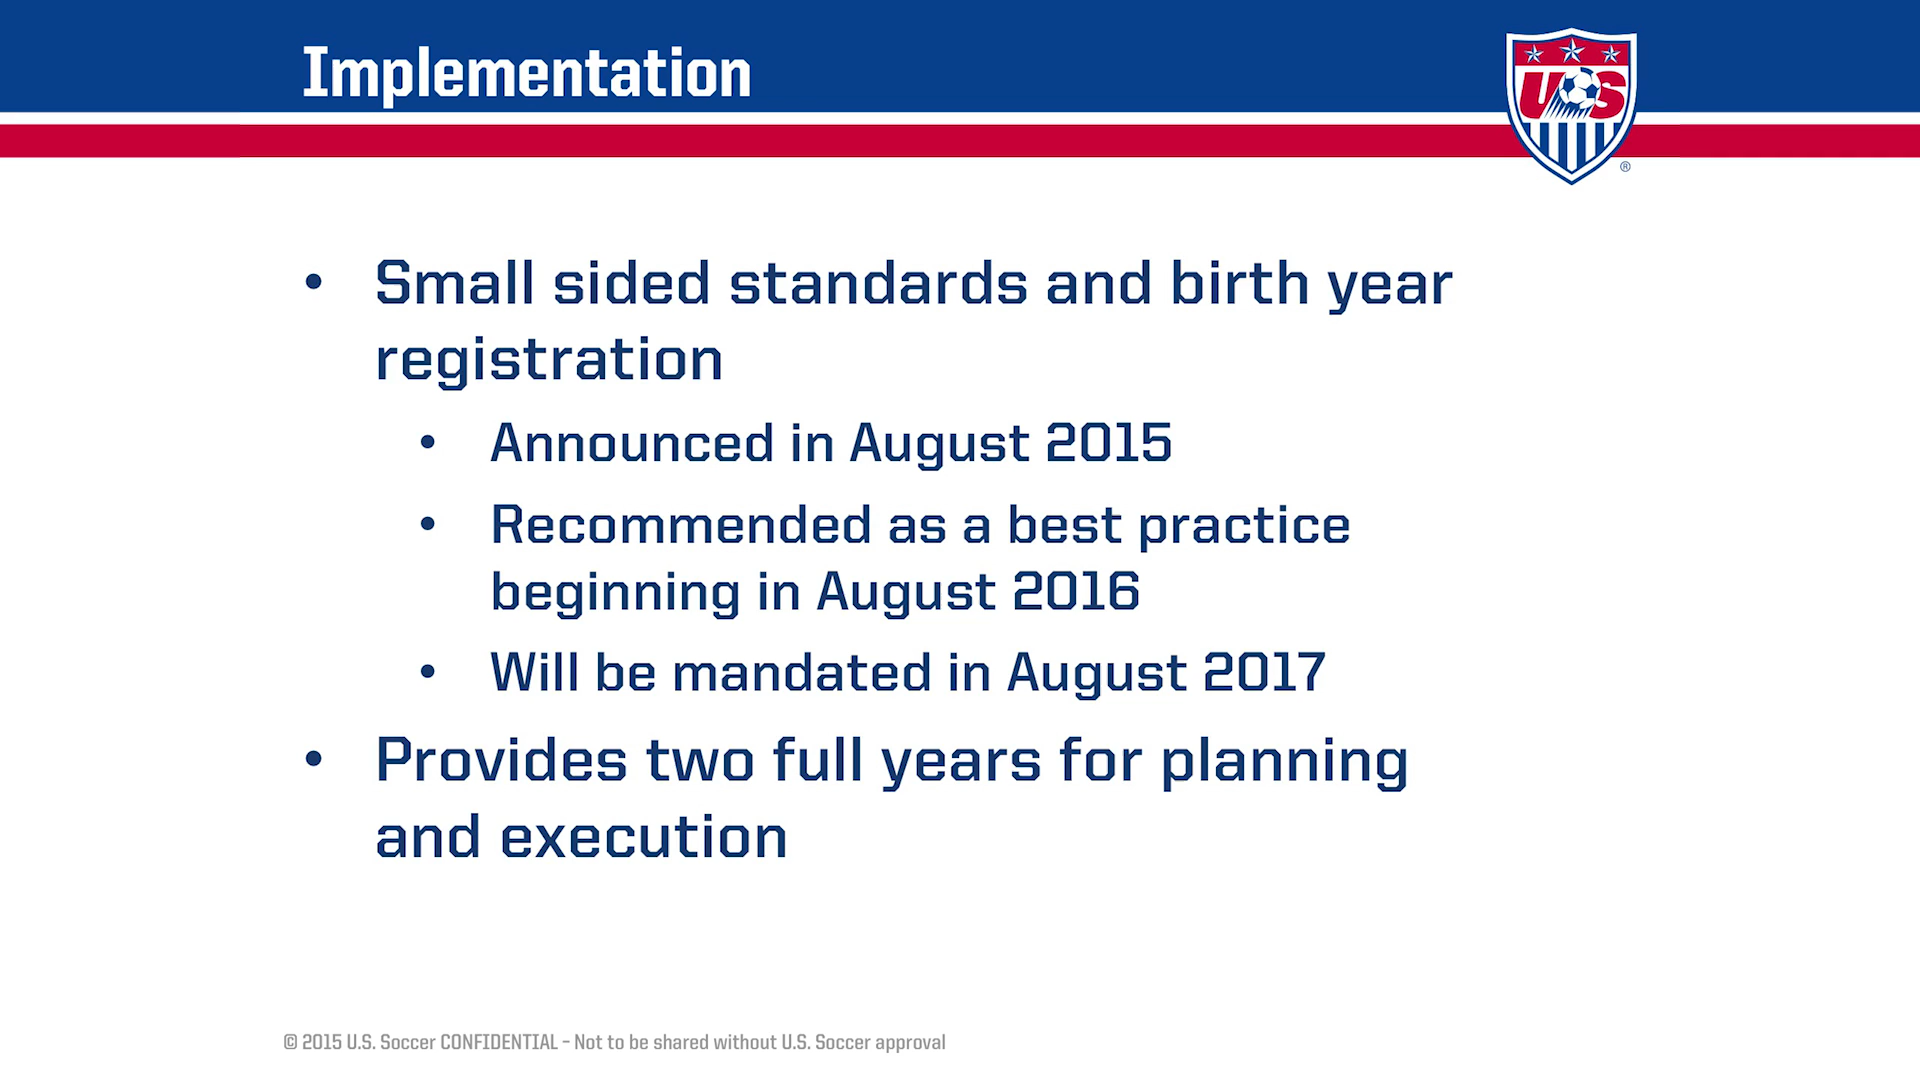 Implementation
US
®
• Small sided standards and birth year
registration
• Announced in August 2015
• Recommended as a best practice
beginning in August 2016
• Will be mandated in August 2017
• Provides two full years for planning
and execution
© 2015 U.S. Soccer CONFIDENTIAL – Not to be shared without U.S. Soccer approval